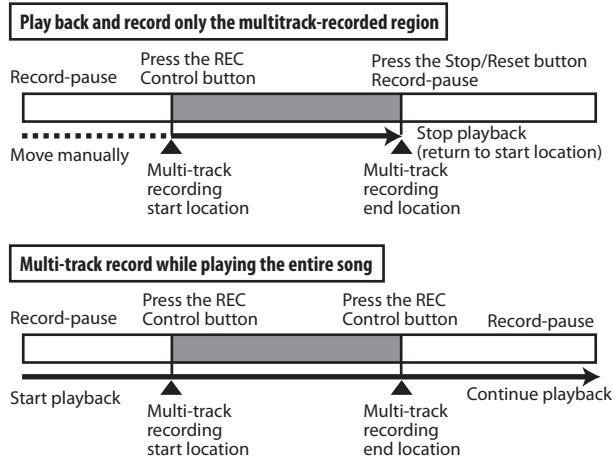 Play back and record only the multitrack-recorded region
Press the REC
Control button
Press the Stop/Reset button
Record-pause
Record-pause
Move manually
Stop playback
(return to start location)
Multi-track
recording
start location
Multi-track
recording
end location
Multi-track record while playing the entire song
Press the REC
Control button
Press the REC
Control button
Record-pause
Record-pause
Start playback
Continue playback
Multi-track
recording
start location
Multi-track
recording
end location